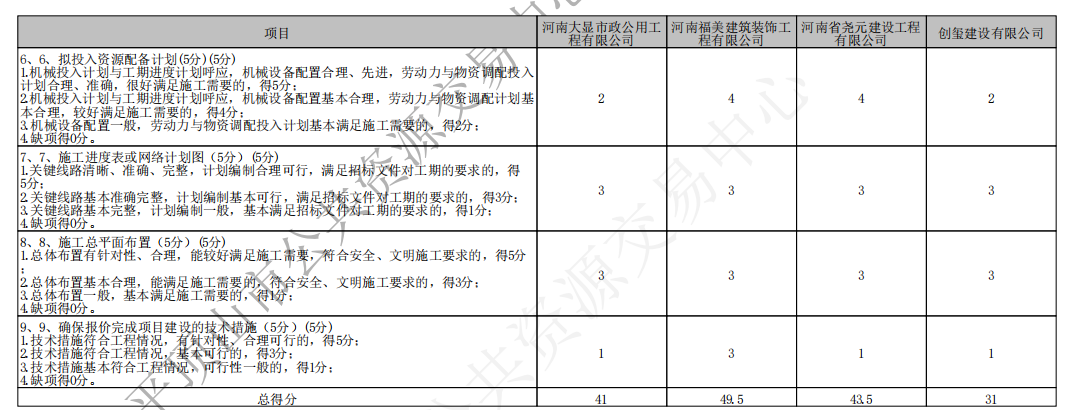 项目
河南大显市政公用工程有限公司
河南福美建筑装饰工程有限公司
河南省尧元建设工程有限公司
创玺建设有限公司
6、6、拟投入资源配备计划(5分)(5分)
1.机械投入计划与工期进度计划呼应，机械设备配置合理、先进，劳动力与物资调配投入
计划合理、准确，很好满足施工需要的，得5分；
2.机械投入计划与工期进度计划呼应，机械设备配置基本合理，劳动力与物资调配计划基
本合理，较好满足施工需要的，得4分；
3.机械设备配置一般，劳动力与物资调配投入计划基本满足施工需要的，得2分；
4.缺项得0分。
2
4
4
2
7、7、施工进度表或网络计划图（5分）(5分)
1.关键线路清晰、准确、完整，计划编制合理可行，满足招标文件对工期的要求的，得
5分；
2.关键线路基本准确完整，计划编制基本可行，满足招标文件对工期的要求的，得3分；
3.关键线路基本完整，计划编制一般，基本满足招标文件对工期的要求的，得1分；
4.缺项得0分。
3
3
3
3
8、8、施工总平面布置（5分）(5分)
1.总体布置有针对性、合理，能较好满足施工需要，符合安全、文明施工要求的，得5分
；
2.总体布置基本合理，能满足施工需要的，符合安全、文明施工要求的，得3分；
3.总体布置一般，基本满足施工需要的，得1分；
4.缺项得0分。
3
3
3
3
9、9、确保报价完成项目建设的技术措施（5分）(5分)
1.技术措施符合工程情况，有针对性，合理可行的，得5分；
2.技术措施符合工程情况，基本可行的，得3分；
3.技术措施基本符合工程情况，可行性一般的，得1分；
4.缺项得0分。
1
3
1
1
总得分
41
49.5
43.5
31
平顶山市公共资源交易中心
公共资源交易中心